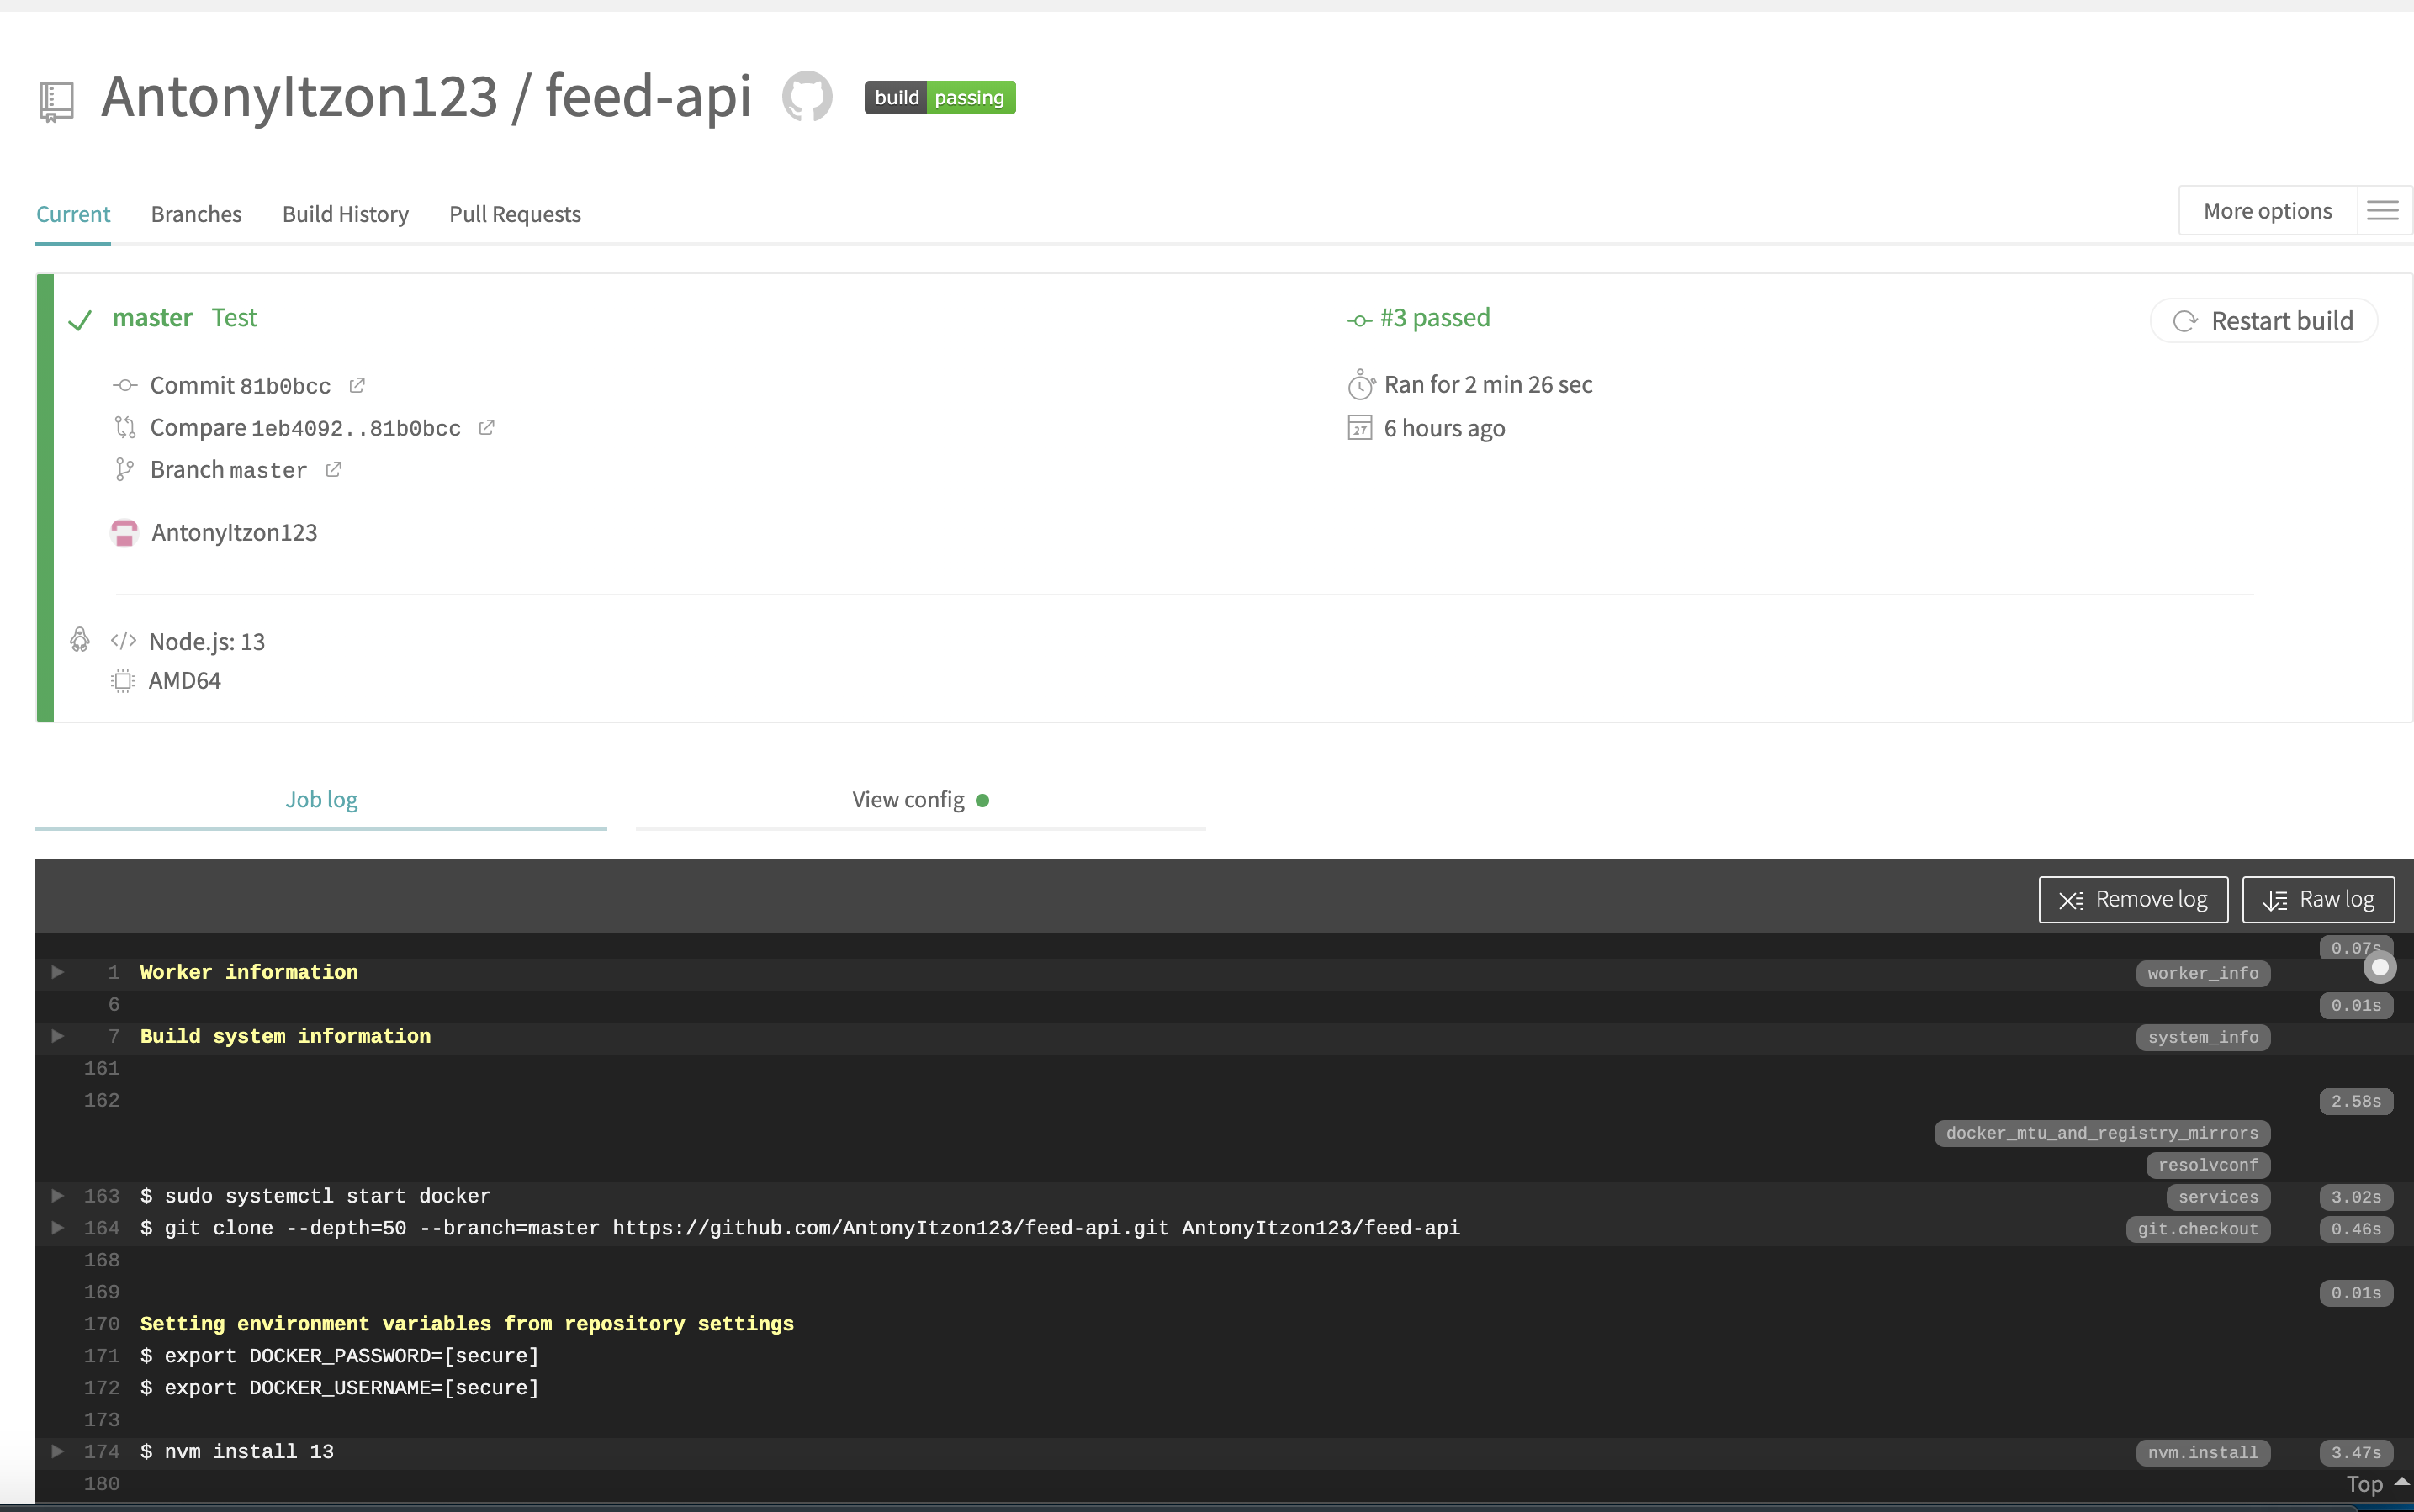 AntonyItzon123 / feed-api build passing
Current Branches Build History Pull Requests More options
master Test
Commit 81b0bcc
Compare 1eb4092..81b0bcc
Branch master
AntonyItzon123
#3 passed
Ran for 2 min 26 sec
27 6 hours ago
Restart build
Node.js: 13
AMD64
Job log View config
Remove log Raw log
0.07s
1 Worker information worker_info
6 0.01s
7 Build system information system_info
161
162 2.58s
docker_mtu_and_registry_mirrors
resolvconf
163 $ sudo systemctl start docker services 3.02s
164 $ git clone --depth=50 --branch=master https://github.com/AntonyItzon123/feed-api.git AntonyItzon123/feed-api git.checkout 0.46s
168
169 0.01s
170 Setting environment variables from repository settings
171 $ export DOCKER_PASSWORD=[secure]
172 $ export DOCKER_USERNAME=[secure]
173
174 $ nvm install 13 nvm.install 3.47s
180 Top